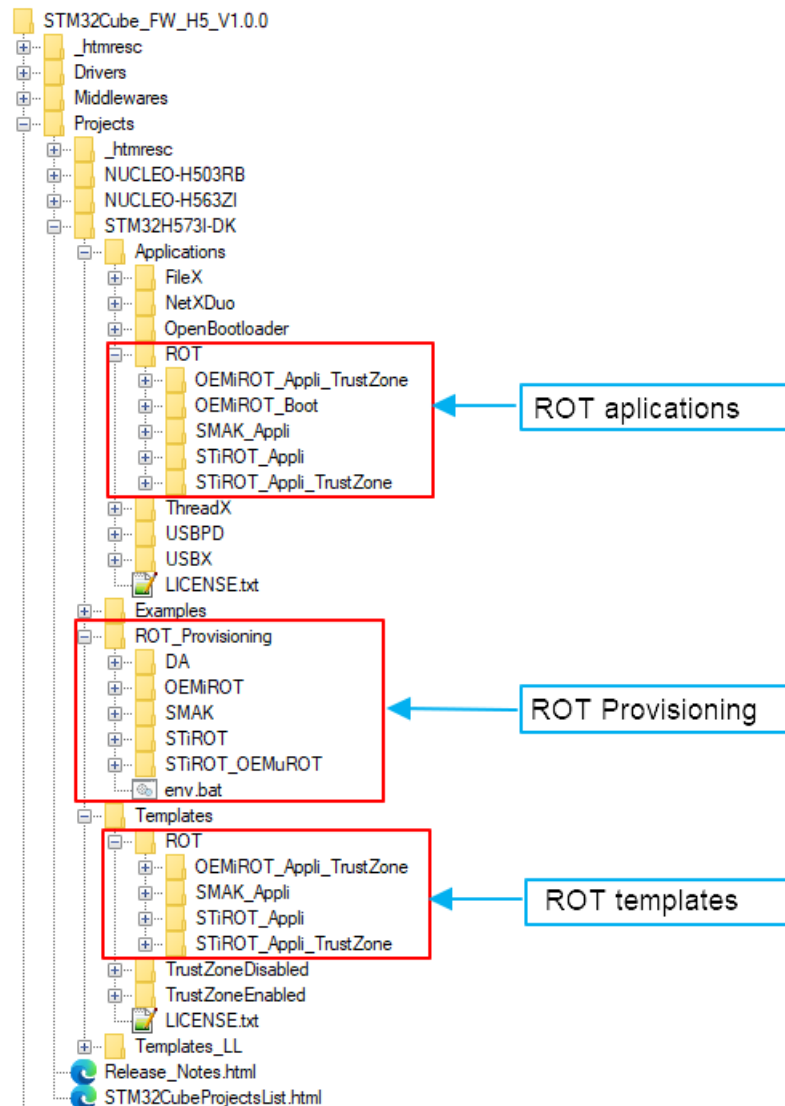 STM32Cube_FW_H5_V1.0.0
_htmresc
Drivers
Middlewares
Projects
_htmresc
NUCLEO-H503RB
NUCLEO-H563ZI
STM32H573I-DK
Applications
FileX
NetXDuo
OpenBootloader
ROT
OEMiROT_Appli_TrustZone
OEMiROT_Boot
ROT aplications
SMAK_Appli
STiROT_Appli
STiROT_Appli_TrustZone
ThreadX
USBPD
USBX
LICENSE.txt
Examples
ROT_Provisioning
DA
OEMiROT
SMAK
ROT Provisioning
STiROT
STiROT_OEMuROT
env.bat
Templates
ROT
OEMiROT_Appli_TrustZone
SMAK_Appli
ROT templates
STiROT_Appli
STiROT_Appli_TrustZone
TrustZoneDisabled
TrustZoneEnabled
LICENSE.txt
Templates_LL
Release_Notes.html
STM32CubeProjectsList.html